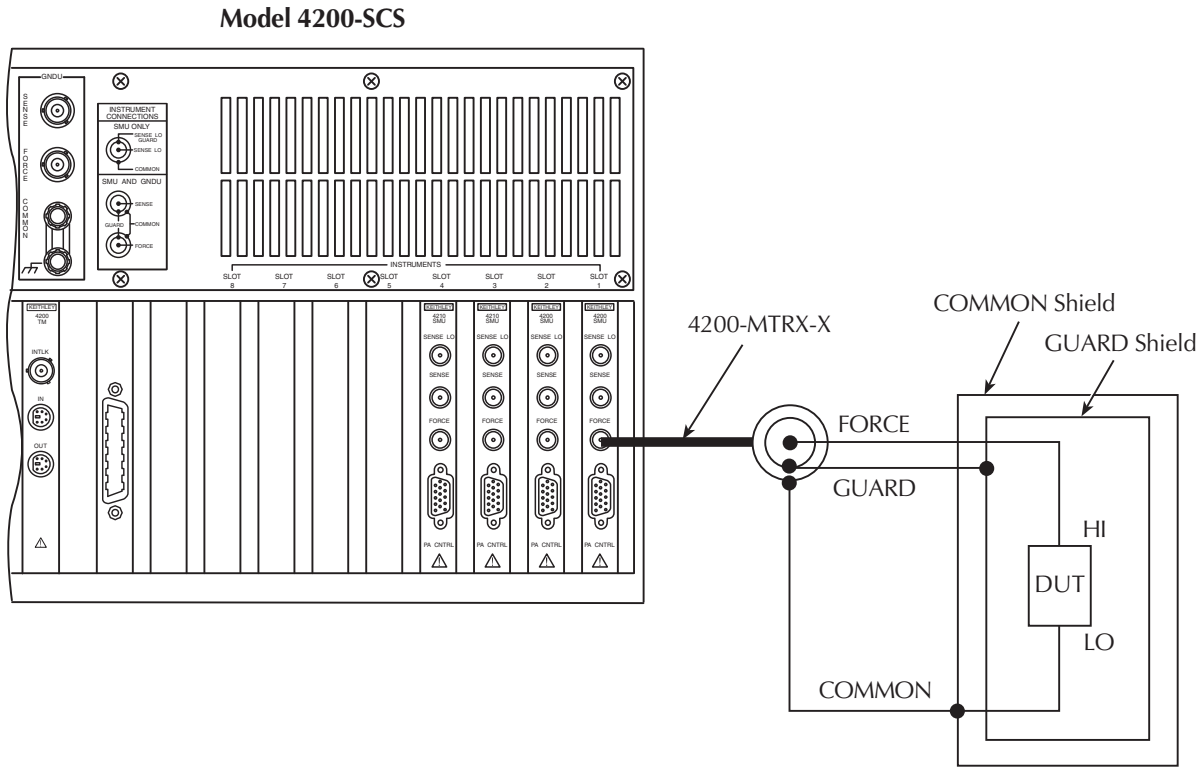 Model 4200-SCS
GNDU
SENSE
FORCE
COMMON
INSTRUMENT
CONNECTIONS
SMU ONLY
SENSE LO
GUARD
SENSE LO
COMMON
SMU AND GNDU
SENSE
GUARD
COMMON
FORCE
INSTRUMENTS
SLOT SLOT SLOT SLOT SLOT SLOT SLOT SLOT
8 7 6 5 4 3 2 1
KEITHLEY
4200
TM
INTLK
IN
OUT
KEITHLEY
4210
SMU
SENSE LO
SENSE
FORCE
PA CNTRL
KEITHLEY
4210
SMU
SENSE LO
SENSE
FORCE
PA CNTRL
KEITHLEY
4200
SMU
SENSE LO
SENSE
FORCE
PA CNTRL
KEITHLEY
4200
SMU
SENSE LO
SENSE
FORCE
PA CNTRL
4200-MTRX-X
COMMON Shield
GUARD Shield
FORCE
GUARD
HI
DUT
LO
COMMON